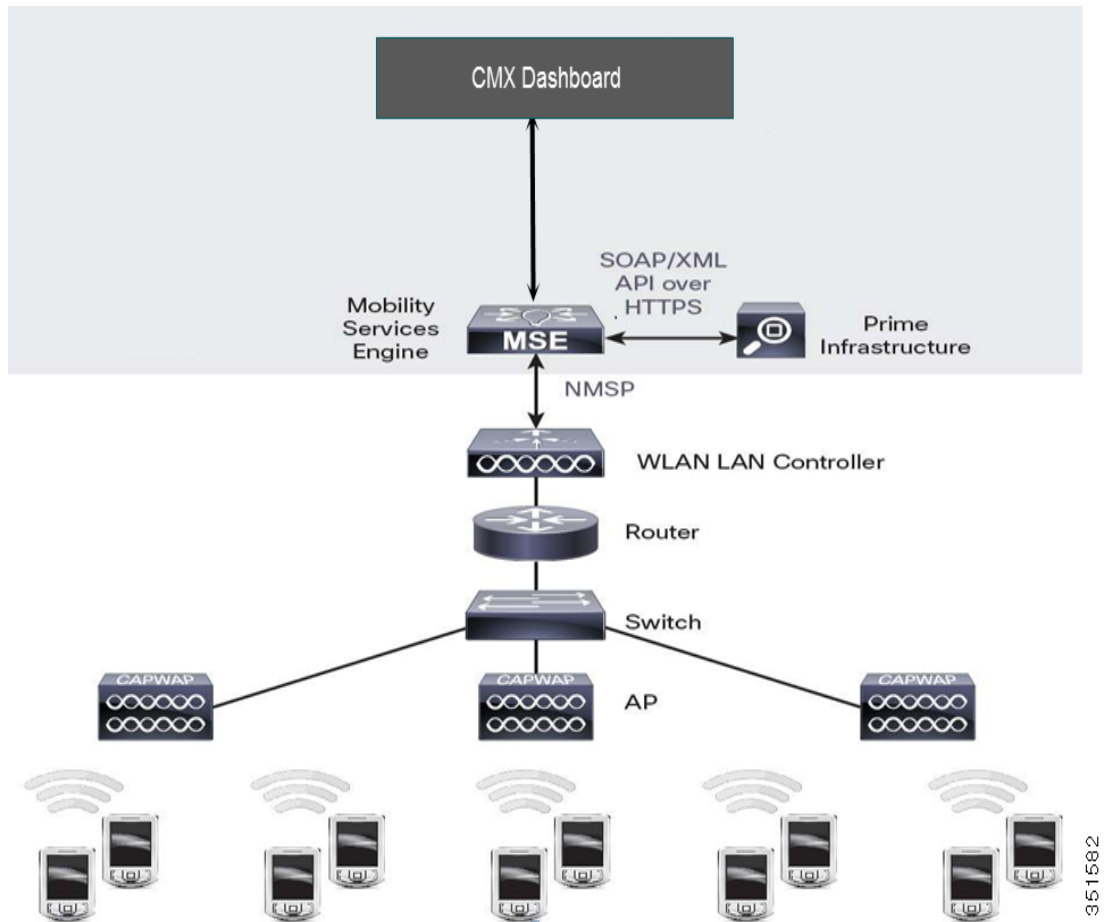 CMX Dashboard
SOAP/XML
API over
HTTPS
Mobility
Services
Engine
MSE
Prime
Infrastructure
NMSP
WLAN LAN Controller
Router
Switch
CAPWAP
CAPWAP
AP
CAPWAP
351582